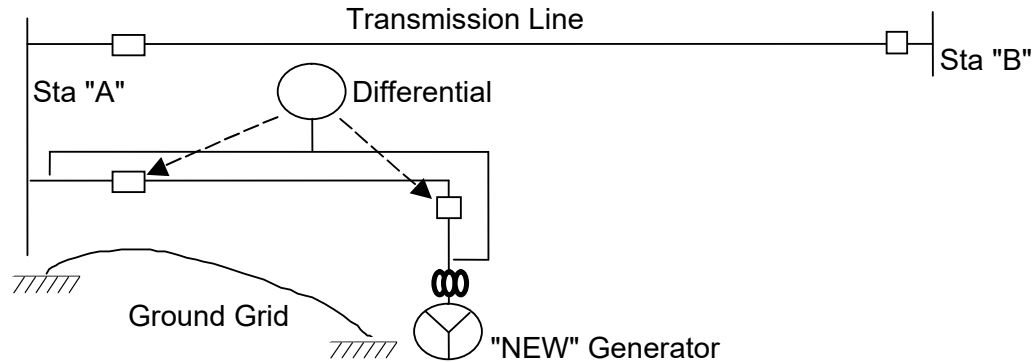 Transmission Line
Sta "B"
Sta "A"
Differential
Ground Grid
"NEW" Generator